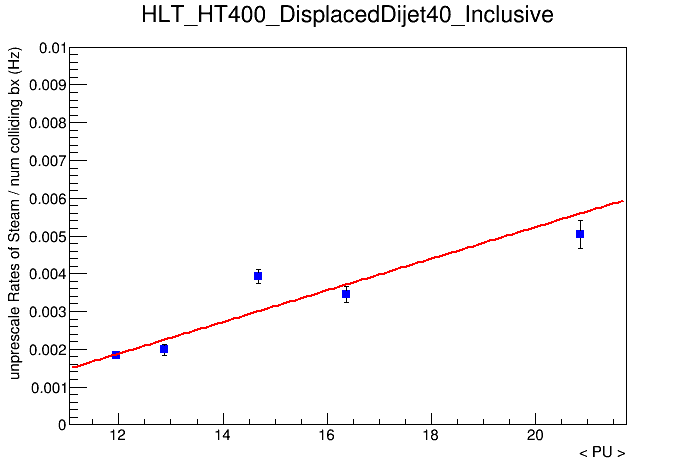 HLT_HT400_DisplacedDijet40_Inclusive
unprescale Rates of Steam / num colliding bx (Hz)
0.01
0.009
0.008
0.007
0.006
0.005
0.004
0.003
0.002
0.001
0
12 14 16 18 20
< PU >